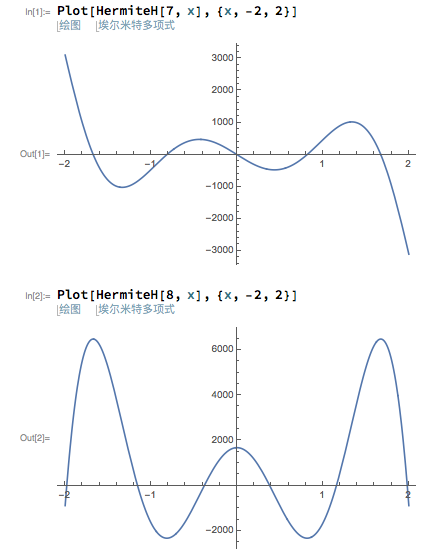 In[1]:= Plot[HermiteH[7, x], {x, -2, 2}]
绘图 埃尔米特多项式
3000
2000
1000
Out[1]=
-2 -1 1 2
-1000
-2000
-3000
In[2]:= Plot[HermiteH[8, x], {x, -2, 2}]
绘图 埃尔米特多项式
6000
4000
2000
Out[2]=
-2 -1 1 2
-2000